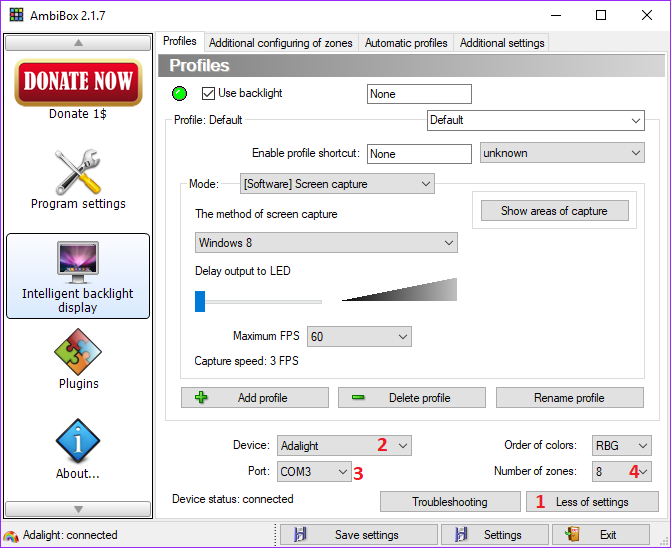 AmbiBox 2.1.7
DONATE NOW
Donate 1$
Program settings
Intelligent backlight
display
Plugins
About...
Profiles
Additional configuring of zones
Automatic profiles
Additional settings
Profiles
Use backlight
None
Profile: Default
Default
Enable profile shortcut:
None
unknown
Mode:
[Software] Screen capture
Show areas of capture
The method of screen capture
Windows 8
Delay output to LED
Maximum FPS
60
Capture speed: 3 FPS
Add profile
Delete profile
Rename profile
Device:
Adalight
2
Order of colors:
RBG
Port:
COM3
3
Number of zones:
8
4
Device status: connected
Troubleshooting
1
Less of settings
Adalight: connected
Save settings
Settings
Exit